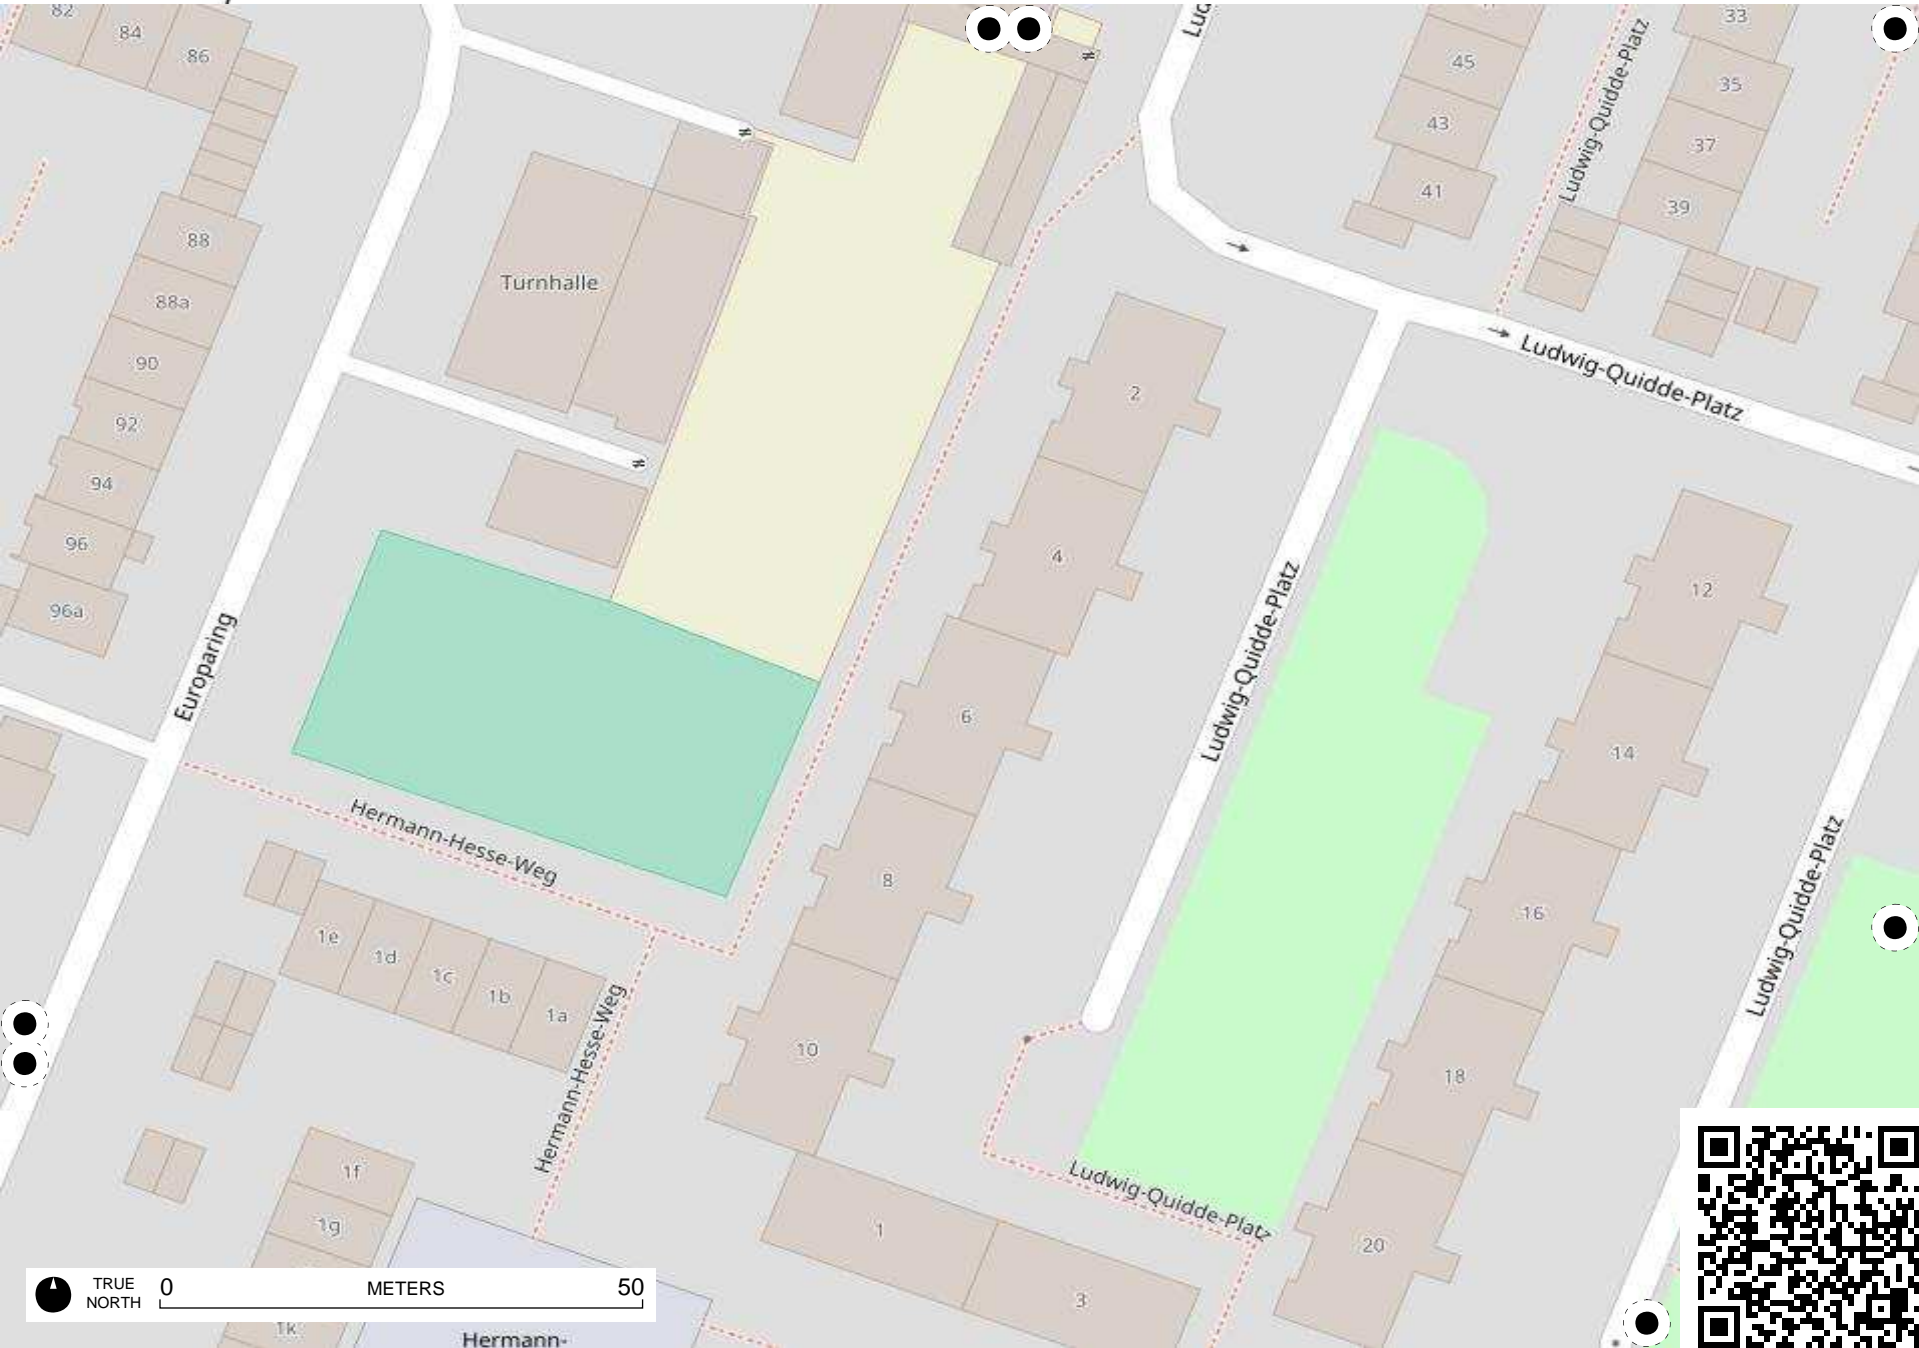 82
84
86
Lud
45
43
41
Ludwig-Quidde-Platz
33
35
37
39
88
88a
90
92
94
96
96a
Turnhalle
Ludwig-Quidde-Platz
2
4
6
8
10
12
14
16
18
20
Europaring
Ludwig-Quidde-Platz
Ludwig-Quidde-Platz
Hermann-Hesse-Weg
1e
1d
1c
1b
1a
Hermann-Hesse-Weg
1f
1g
1k
Ludwig-Quidde-Platz
1
3
TRUE
NORTH
0
METERS
50
Hermann-